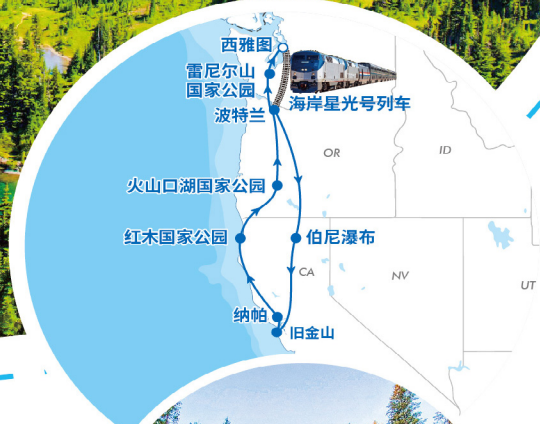 西雅图
雷尼尔山
国家公园
海岸星光号列车
波特兰
OR
ID
火山口湖国家公园
红木国家公园
伯尼瀑布
CA
NV
UT
纳帕
旧金山